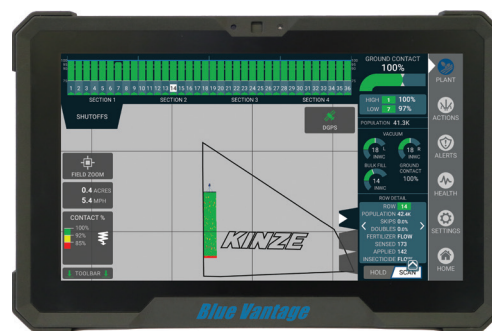 GROUND CONTACT
100%
1 2 3 4 5 6 7 8 9 10 11 12 13 14 15 16 17 18 19 20 21 22 23 24 25 26 27 28 29 30 31 32 33 34 35 36
SECTION 1 SECTION 2 SECTION 3 SECTION 4
SHUTOFFS
DGPS
HIGH 1 100%
LOW 7 97%
POPULATION 41.3K
VACUUM
18 L
INWC
18 R
INWC
BULK FILL
14
INWC
GROUND
CONTACT
100%
FIELD ZOOM
0.4 ACRES
5.4 MPH
CONTACT %
100%
92%
85%
TOOLBAR
KINZE
ROW DETAIL
ROW 14
POPULATION 42.4K
SKIPS 0.0%
DOUBLES 0.0%
FERTILIZER FLOW
SENSED 173
APPLIED 142
INSECTICIDE FLOW
HOLD SCAN
PLANT
ACTIONS
ALERTS
HEALTH
SETTINGS
HOME
Blue Vantage